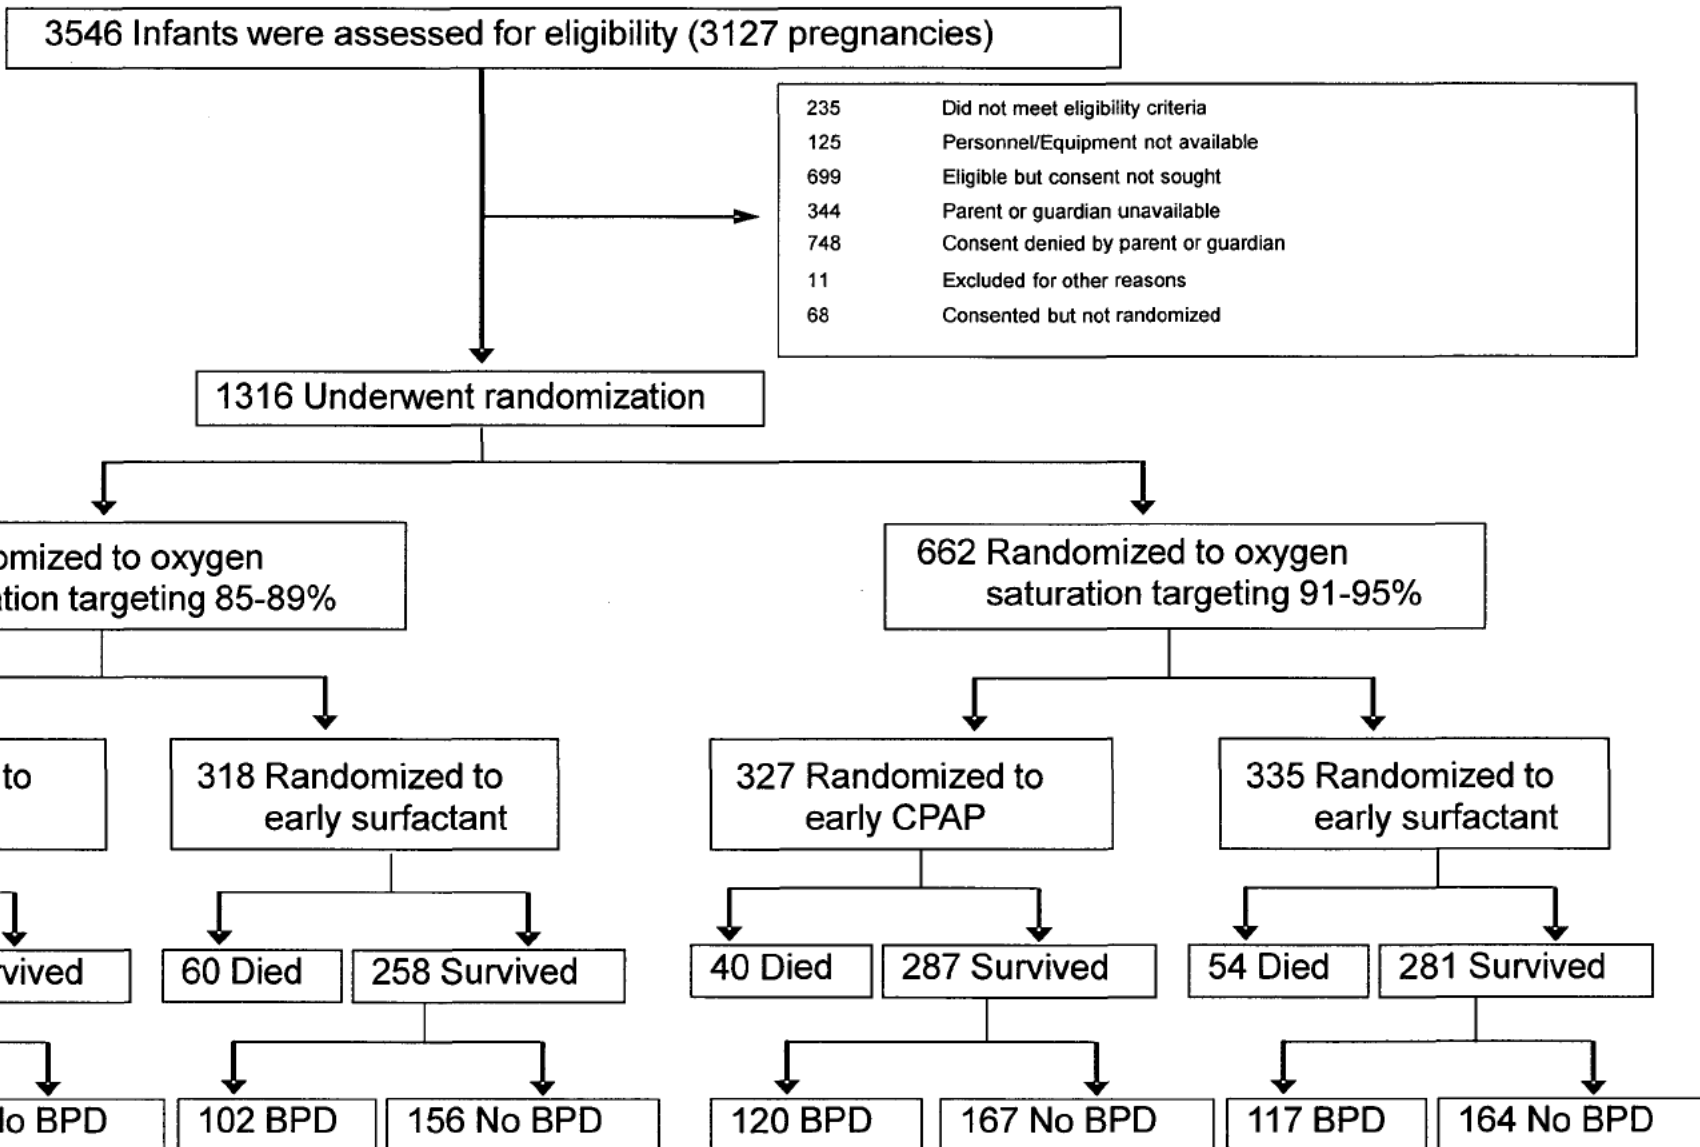 3546 Infants were assessed for eligibility (3127 pregnancies)
235 Did not meet eligibility criteria
125 Personnel/Equipment not available
699 Eligible but consent not sought
344 Parent or guardian unavailable
748 Consent denied by parent or guardian
11 Excluded for other reasons
68 Consented but not randomized
1316 Underwent randomization
omized to oxygen
tion targeting 85-89%
662 Randomized to oxygen
saturation targeting 91-95%
to
318 Randomized to
early surfactant
327 Randomized to
early CPAP
335 Randomized to
early surfactant
vived
60 Died
258 Survived
40 Died
287 Survived
54 Died
281 Survived
No BPD
102 BPD
156 No BPD
120 BPD
167 No BPD
117 BPD
164 No BPD